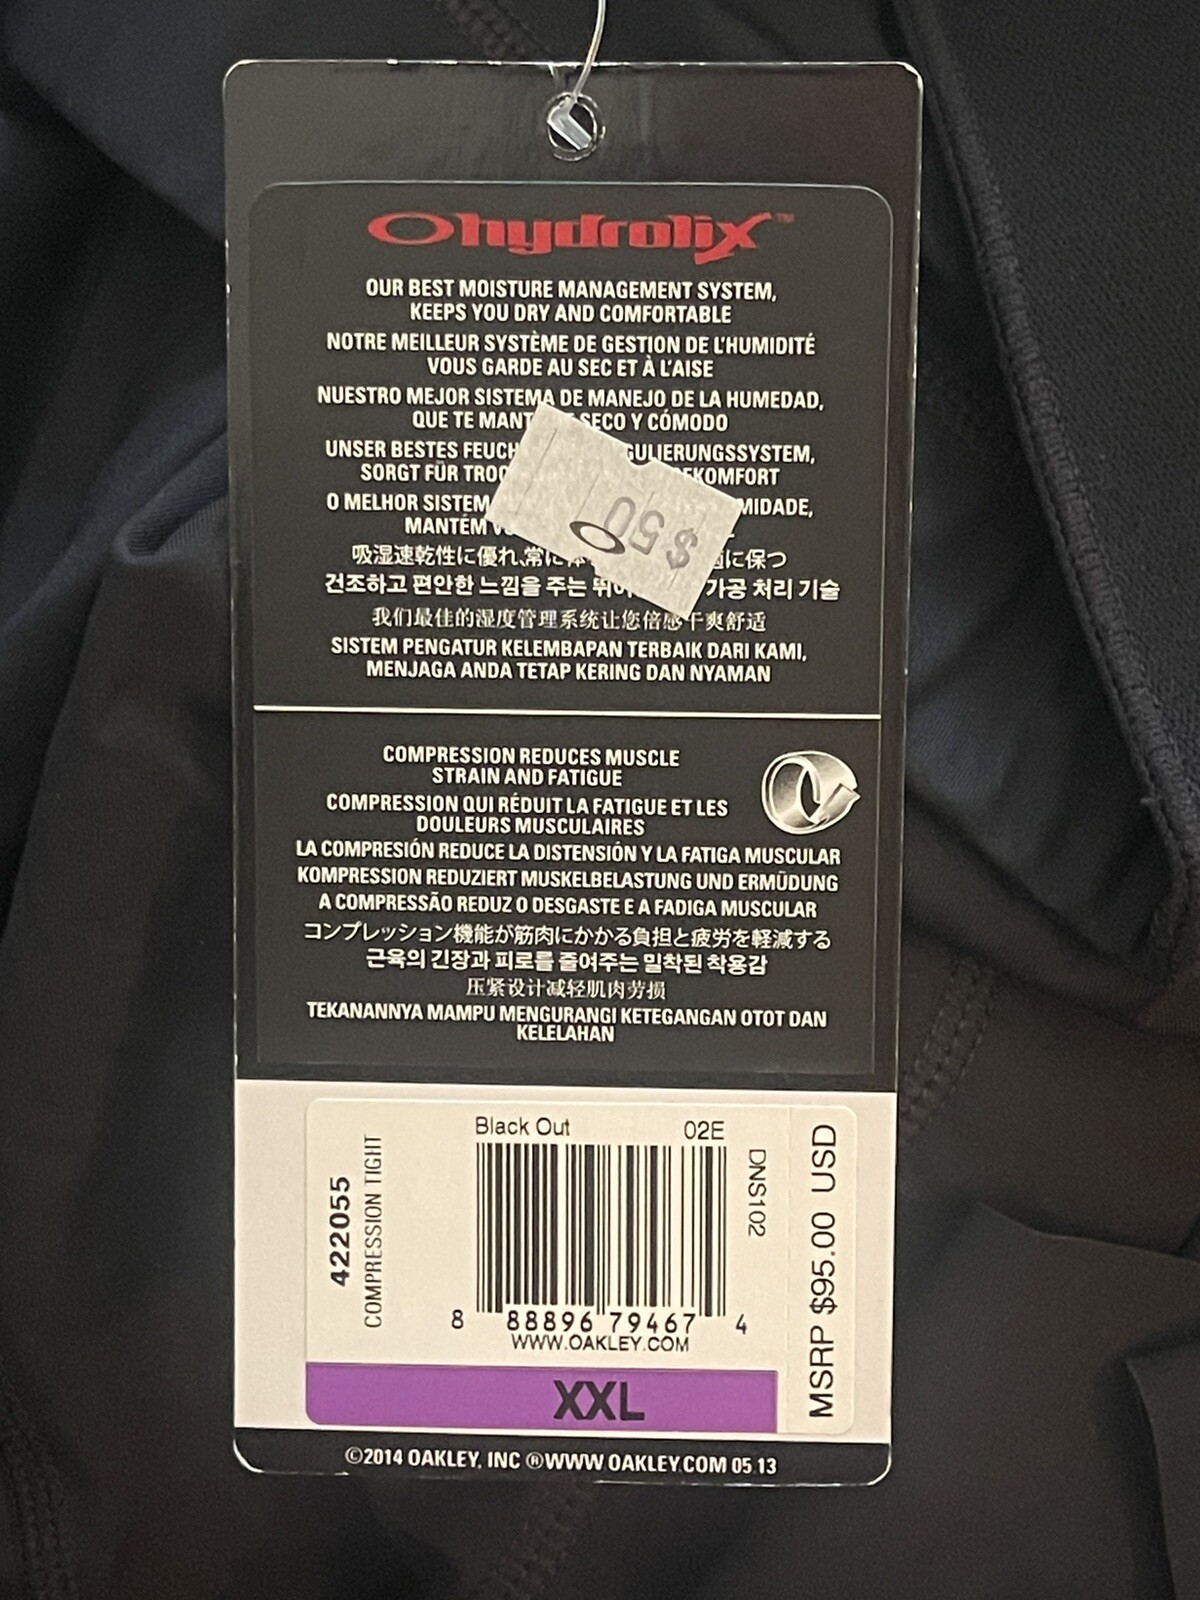 Ohydrolix™
OUR BEST MOISTURE MANAGEMENT SYSTEM,
KEEPS YOU DRY AND COMFORTABLE
NOTRE MEILLEUR SYSTÈME DE GESTION DE L'HUMIDITÉ
VOUS GARDE AU SEC ET À L'AISE
NUESTRO MEJOR SISTEMA DE MANEJO DE LA HUMEDAD,
QUE TE SECO Y CÓMODO
UNSER BESTES
SORGT FÜR
O MELHOR
MANTÉM
$50
吸湿速乾性に優れ、常に に保つ
건조하고 편안한 느낌을 주는 가공 처리 기술
我们最佳的湿度管理系统让您倍感干爽舒适
SISTEM PENGATUR KELEMBAPAN TERBAIK DARI KAMI,
MENJAGA ANDA TETAP KERING DAN NYAMAN
COMPRESSION REDUCES MUSCLE
STRAIN AND FATIGUE
COMPRESSION QUI RÉDUIT LA FATIGUE ET LES
DOULEURS MUSCULAIRES
LA COMPRESIÓN REDUCE LA DISTENSIÓN Y LA FATIGA MUSCULAR
KOMPRESSION REDUZIERT MUSKELBELASTUNG UND ERMÜDUNG
A COMPRESSÃO REDUZ O DESGASTE E A FADIGA MUSCULAR
コンプレッション機能が筋肉にかかる負担と疲労を軽減する
근육의 긴장과 피로를 줄여주는 밀착된 착용감
压紧设计减轻肌肉劳损
TEKANANNYA MAMPU MENGURANGI KETEGANGAN OTOT DAN
KELELAHAN
Black Out 02E
422055
COMPRESSION TIGHT
DNS102
MSRP $95.00 USD
8 88896 79467 4
WWW.OAKLEY.COM
XXL
©2014 OAKLEY, INC ®WWW.OAKLEY.COM 05 13